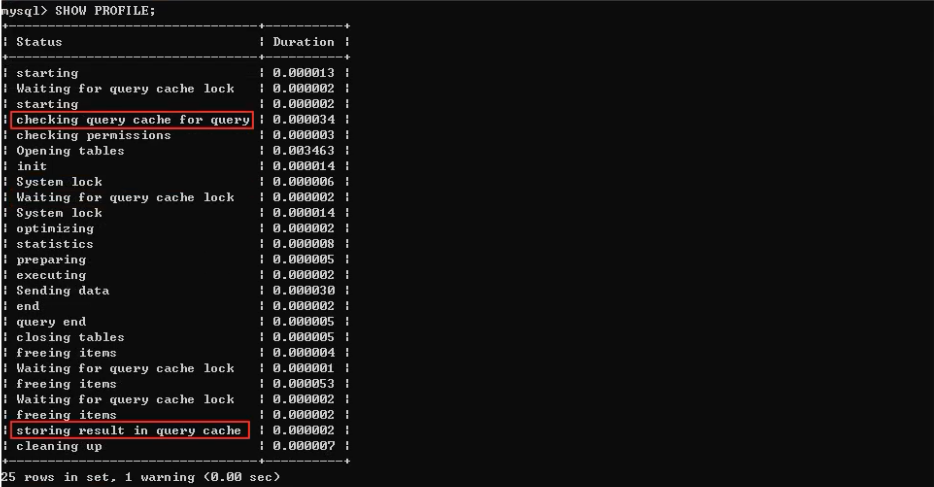 mysql> SHOW PROFILE;
+--------------------------------+----------+
| Status                         | Duration |
+--------------------------------+----------+
| starting                       | 0.000013 |
| Waiting for query cache lock   | 0.000002 |
| starting                       | 0.000002 |
| checking query cache for query | 0.000034 |
| checking permissions           | 0.000003 |
| Opening tables                 | 0.003463 |
| init                           | 0.000014 |
| System lock                    | 0.000006 |
| Waiting for query cache lock   | 0.000002 |
| System lock                    | 0.000014 |
| optimizing                     | 0.000002 |
| statistics                     | 0.000008 |
| preparing                      | 0.000005 |
| executing                      | 0.000002 |
| Sending data                   | 0.000030 |
| end                            | 0.000002 |
| query end                      | 0.000005 |
| closing tables                 | 0.000005 |
| freeing items                  | 0.000004 |
| Waiting for query cache lock   | 0.000001 |
| freeing items                  | 0.000053 |
| Waiting for query cache lock   | 0.000002 |
| freeing items                  | 0.000002 |
| storing result in query cache  | 0.000002 |
| cleaning up                    | 0.000007 |
+--------------------------------+----------+
25 rows in set, 1 warning (0.00 sec)